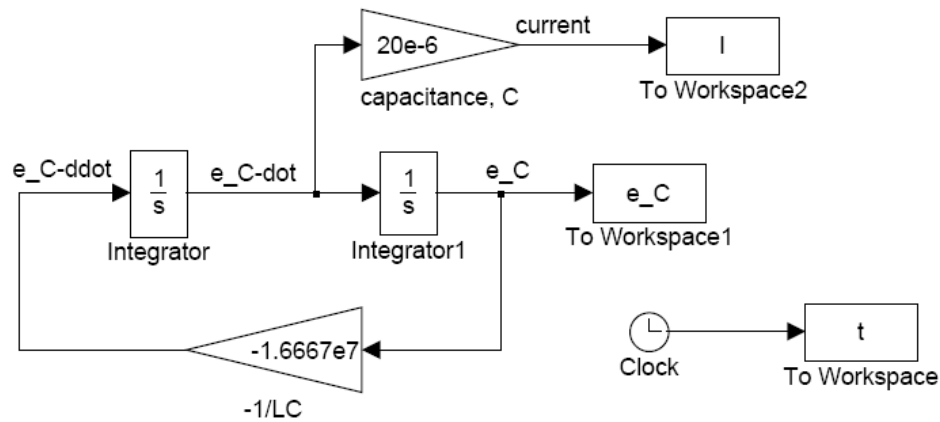 current
20e-6
I
capacitance, C
To Workspace2
e_C-ddot
1
s
e_C-dot
1
s
e_C
e_C
Integrator
Integrator1
To Workspace1
-1.6667e7
-1/LC
t
Clock
To Workspace